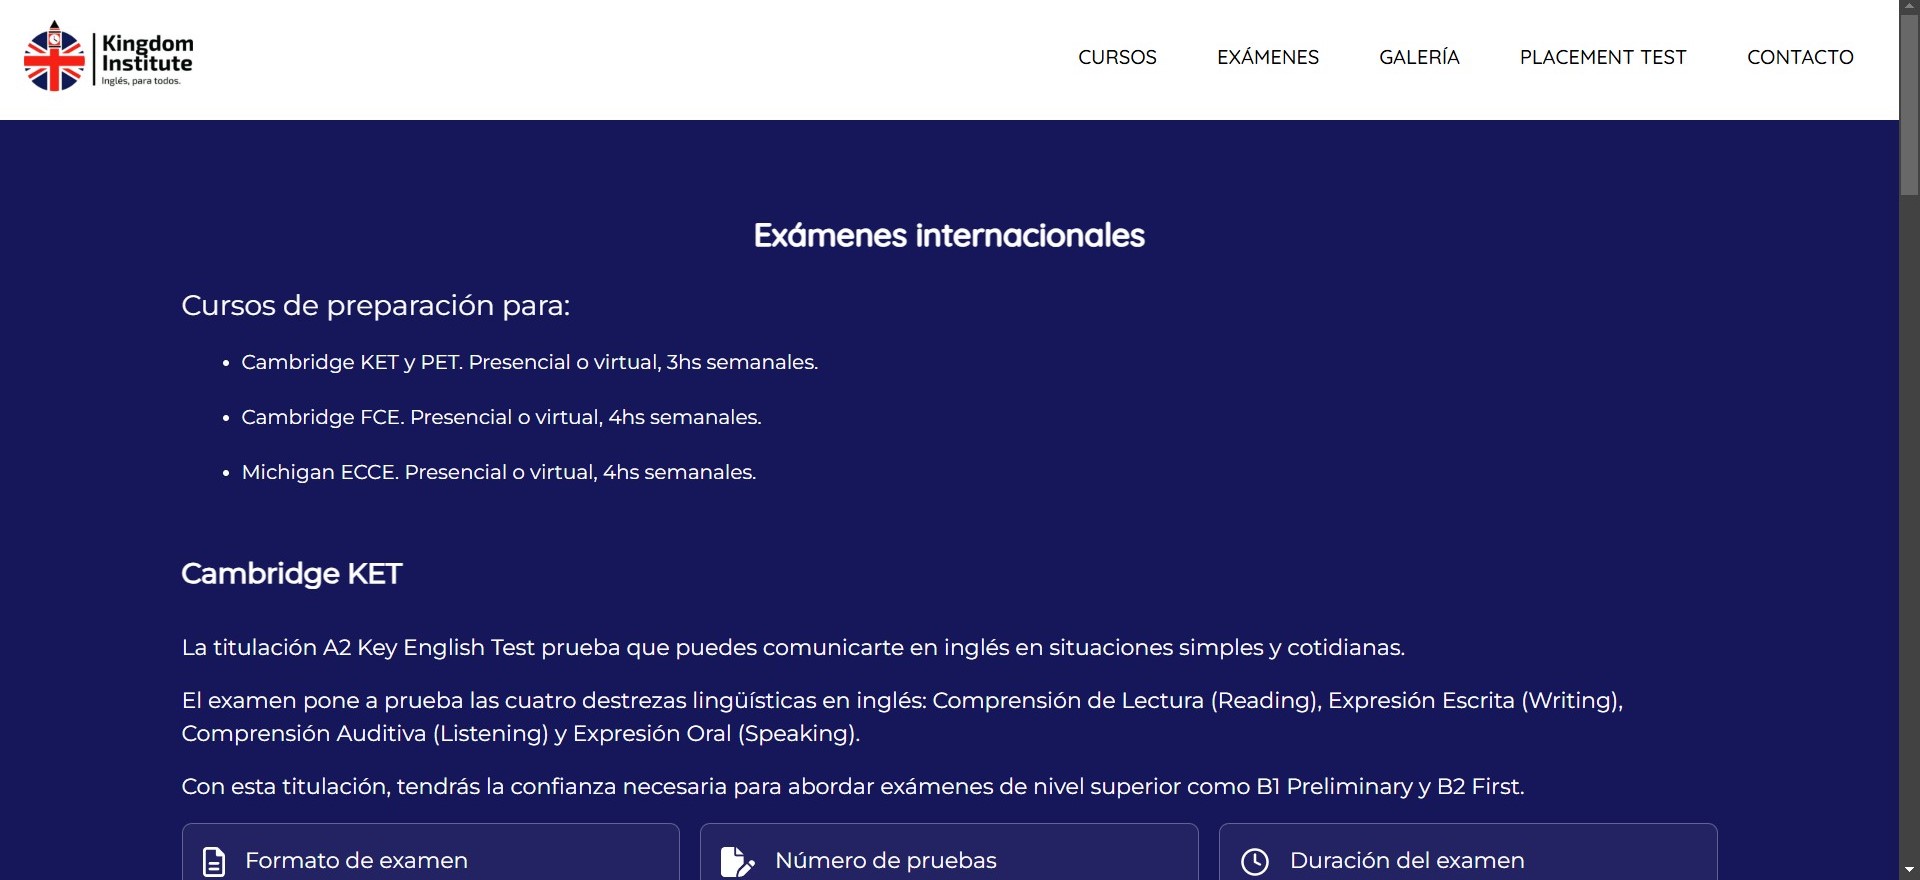 Kingdom
Institute
Inglés, para todos.
CURSOS EXÁMENES GALERÍA PLACEMENT TEST CONTACTO
Exámenes internacionales
Cursos de preparación para:
• Cambridge KET y PET. Presencial o virtual, 3hs semanales.
• Cambridge FCE. Presencial o virtual, 4hs semanales.
• Michigan ECCE. Presencial o virtual, 4hs semanales.
Cambridge KET
La titulación A2 Key English Test prueba que puedes comunicarte en inglés en situaciones simples y cotidianas.
El examen pone a prueba las cuatro destrezas lingüísticas en inglés: Comprensión de Lectura (Reading), Expresión Escrita (Writing),
Comprensión Auditiva (Listening) y Expresión Oral (Speaking).
Con esta titulación, tendrás la confianza necesaria para abordar exámenes de nivel superior como B1 Preliminary y B2 First.
Formato de examen Número de pruebas Duración del examen